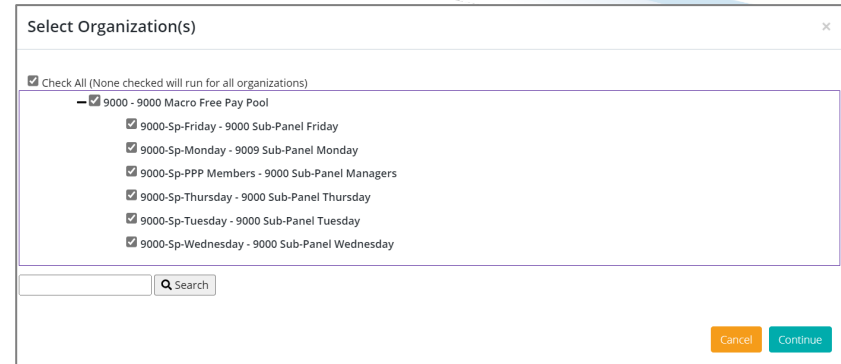 Select Organization(s)
×
Check All (None checked will run for all organizations)
9000 - 9000 Macro Free Pay Pool
9000-Sp-Friday - 9000 Sub-Panel Friday
9000-Sp-Monday - 9009 Sub-Panel Monday
9000-Sp-PPP Members - 9000 Sub-Panel Managers
9000-Sp-Thursday - 9000 Sub-Panel Thursday
9000-Sp-Tuesday - 9000 Sub-Panel Tuesday
9000-Sp-Wednesday - 9000 Sub-Panel Wednesday
Search
Cancel Continue